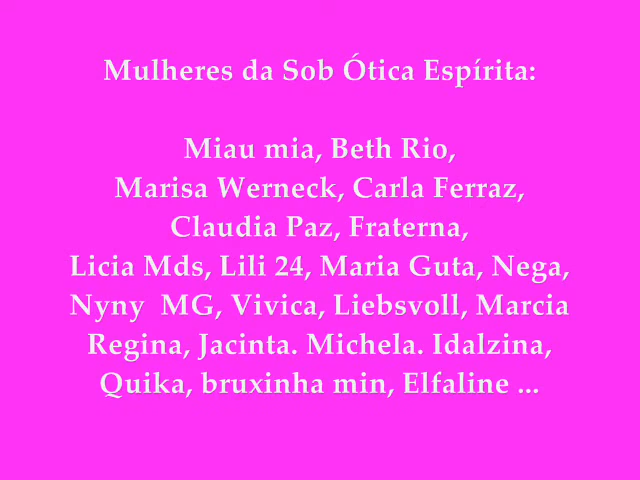 Mulheres da Sob Ótica Espírita:
Miau mia, Beth Rio,
Marisa Werneck, Carla Ferraz,
Claudia Paz, Fraterna,
Licia Mds, Lili 24, Maria Guta, Nega,
Nyny  MG, Vivica, Liebsvoll, Marcia
Regina, Jacinta. Michela. Idalzina,
Quika, bruxinha min, Elfaline ...